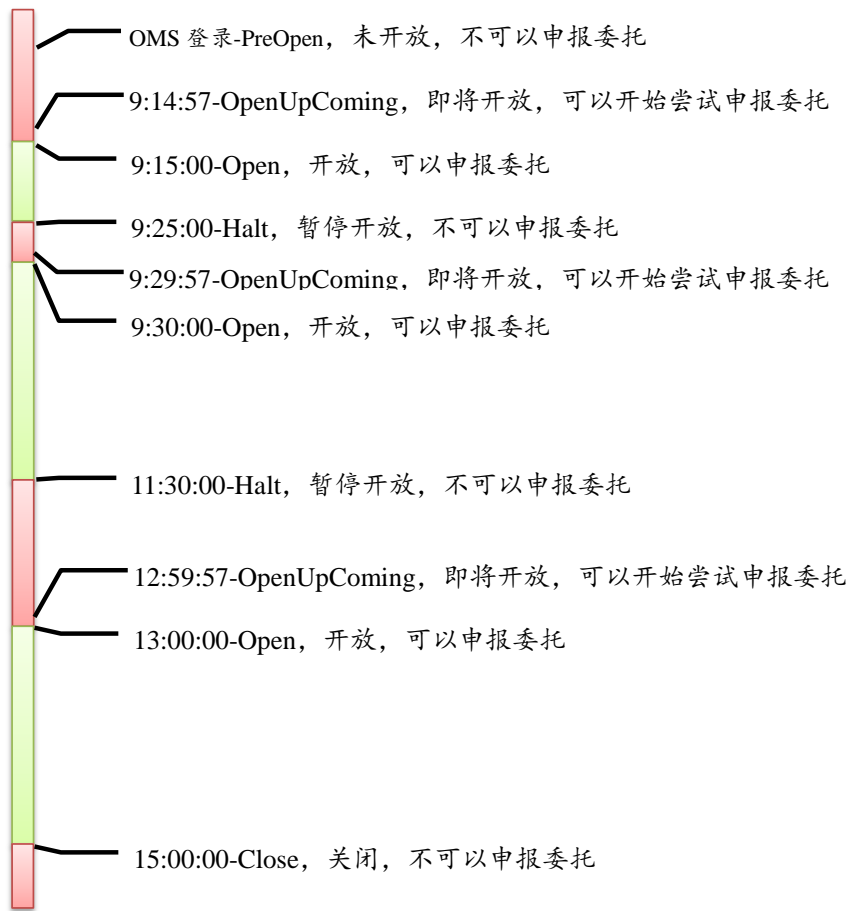 OMS 登录-PreOpen，未开放，不可以申报委托
9:14:57-OpenUpComing，即将开放，可以开始尝试申报委托
9:15:00-Open，开放，可以申报委托
9:25:00-Halt，暂停开放，不可以申报委托
9:29:57-OpenUpComing，即将开放，可以开始尝试申报委托
9:30:00-Open，开放，可以申报委托
11:30:00-Halt，暂停开放，不可以申报委托
12:59:57-OpenUpComing，即将开放，可以开始尝试申报委托
13:00:00-Open，开放，可以申报委托
15:00:00-Close，关闭，不可以申报委托